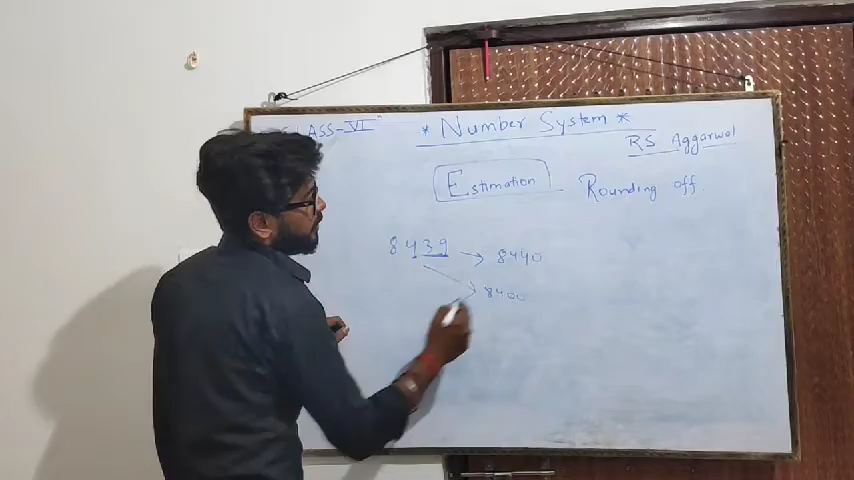 CLASS-VI"
* Number System *
RS Aggarwal
Estimation Rounding off.
8439 → 8440
→ 8400